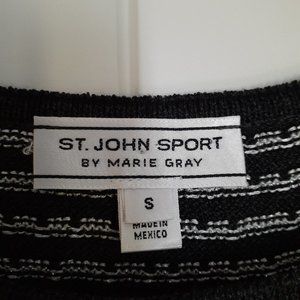 ST. JOHN SPORT
BY MARIE GRAY
S
MADE IN
MEXICO